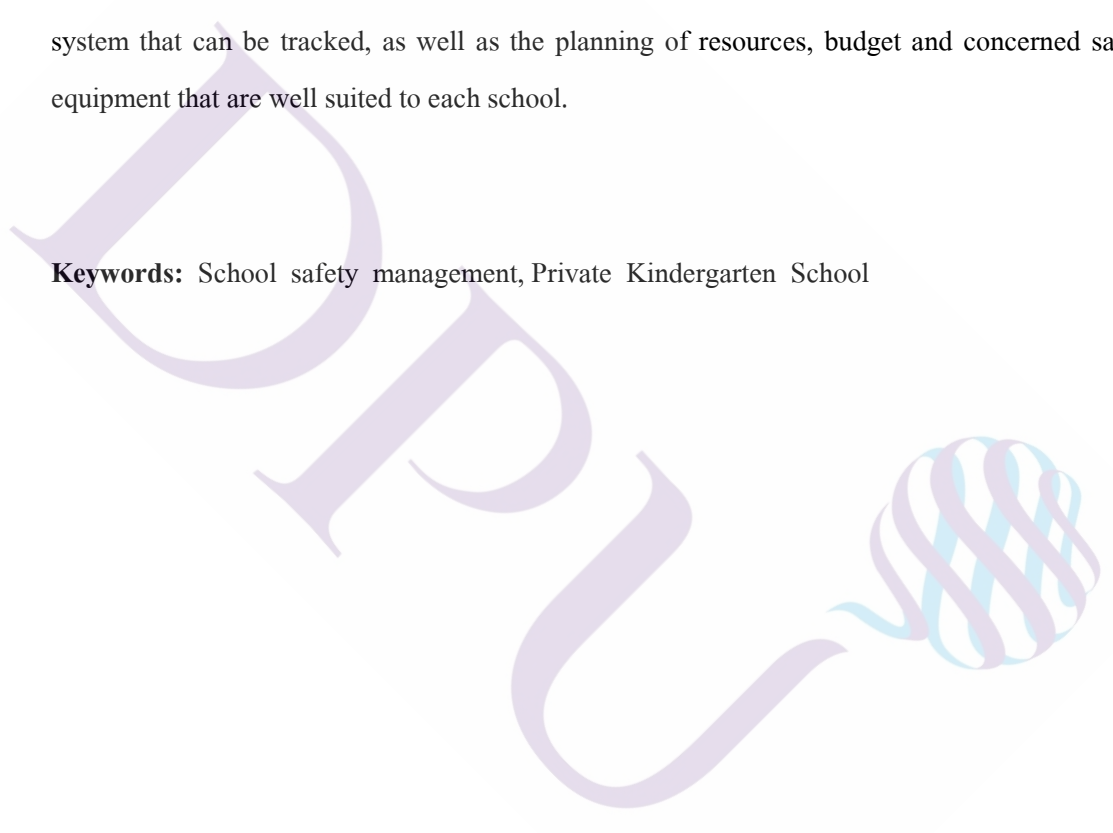 system that can be tracked, as well as the planning of resources, budget and concerned sa
equipment that are well suited to each school.
Keywords: School safety management, Private Kindergarten School
DPU